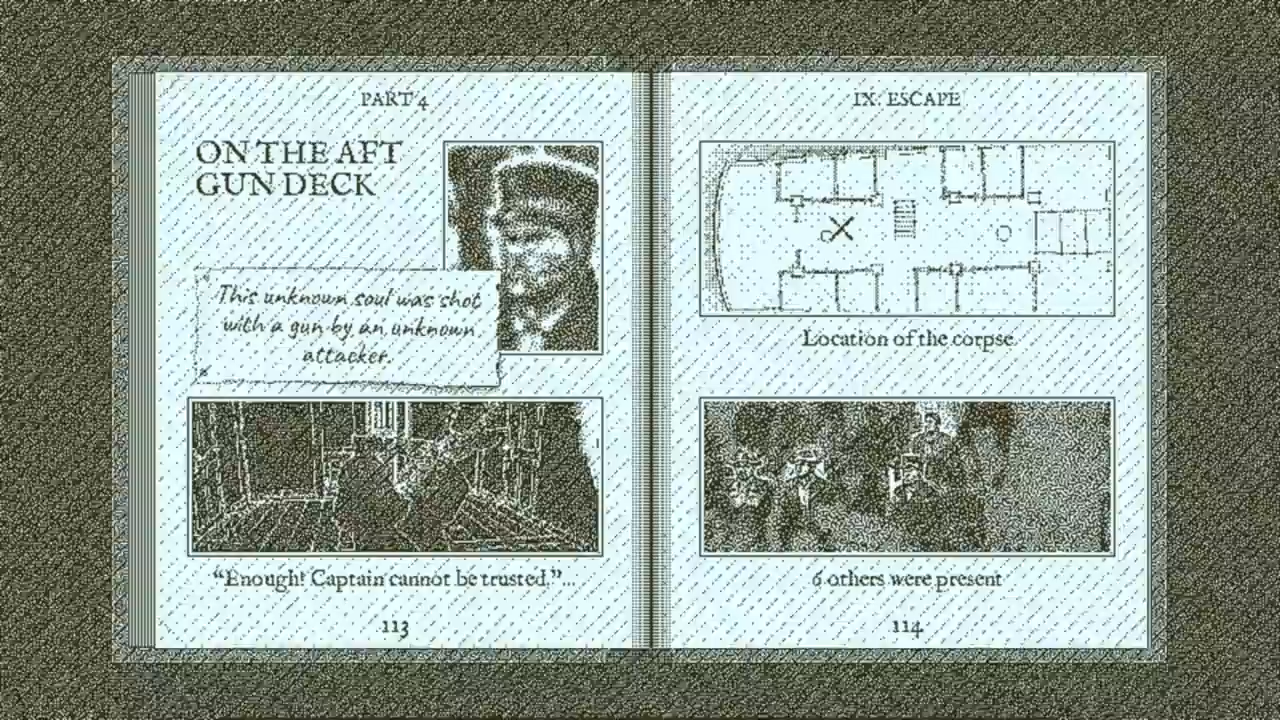 PART 4
ON THE AFT
GUN DECK
This unknown soul was shot
with a gun by an unknown
attacker.
"Enough! Captain cannot be trusted."...
113
IX: ESCAPE
Location of the corpse
6 others were present
114